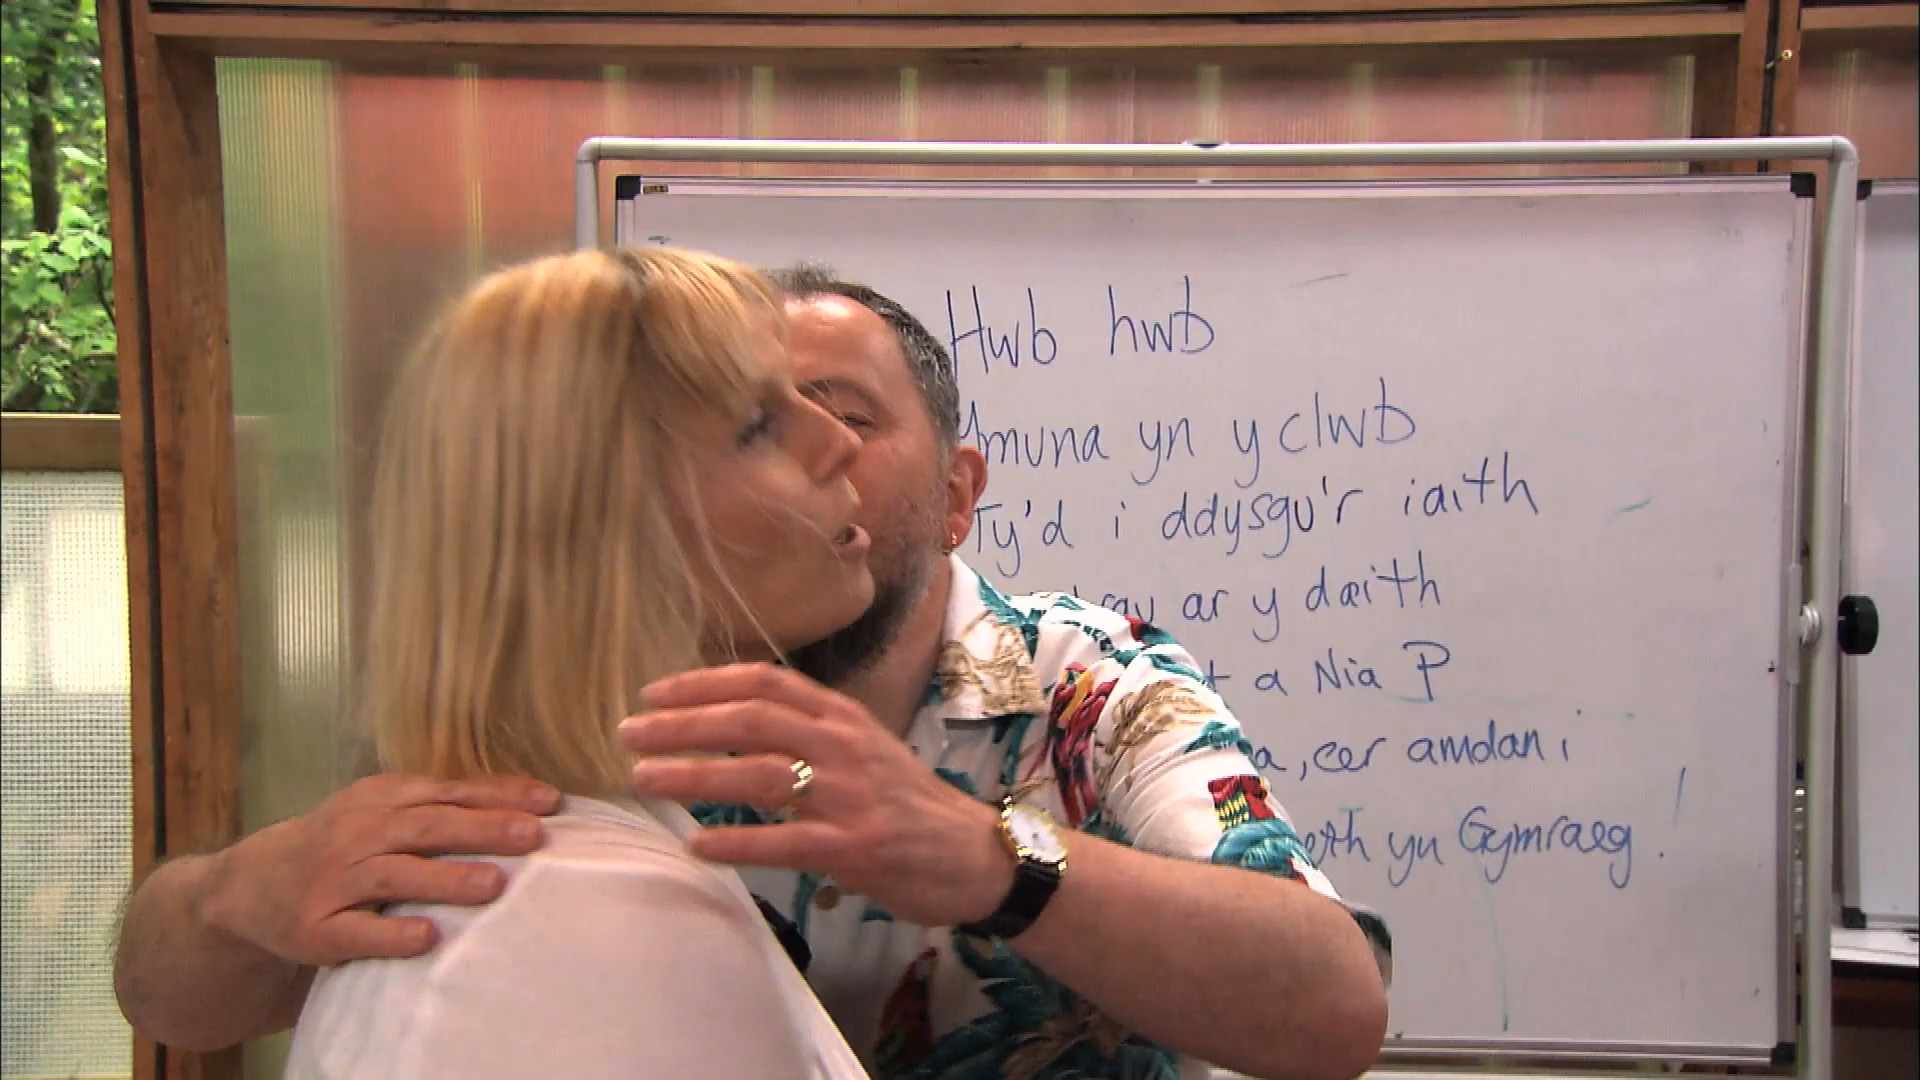 Hwb hwb
Ymuna yn y clwb
Ty'd i ddysgu'r iaith
ar y daith
a Nia P
cer amdani
yn Gymraeg!